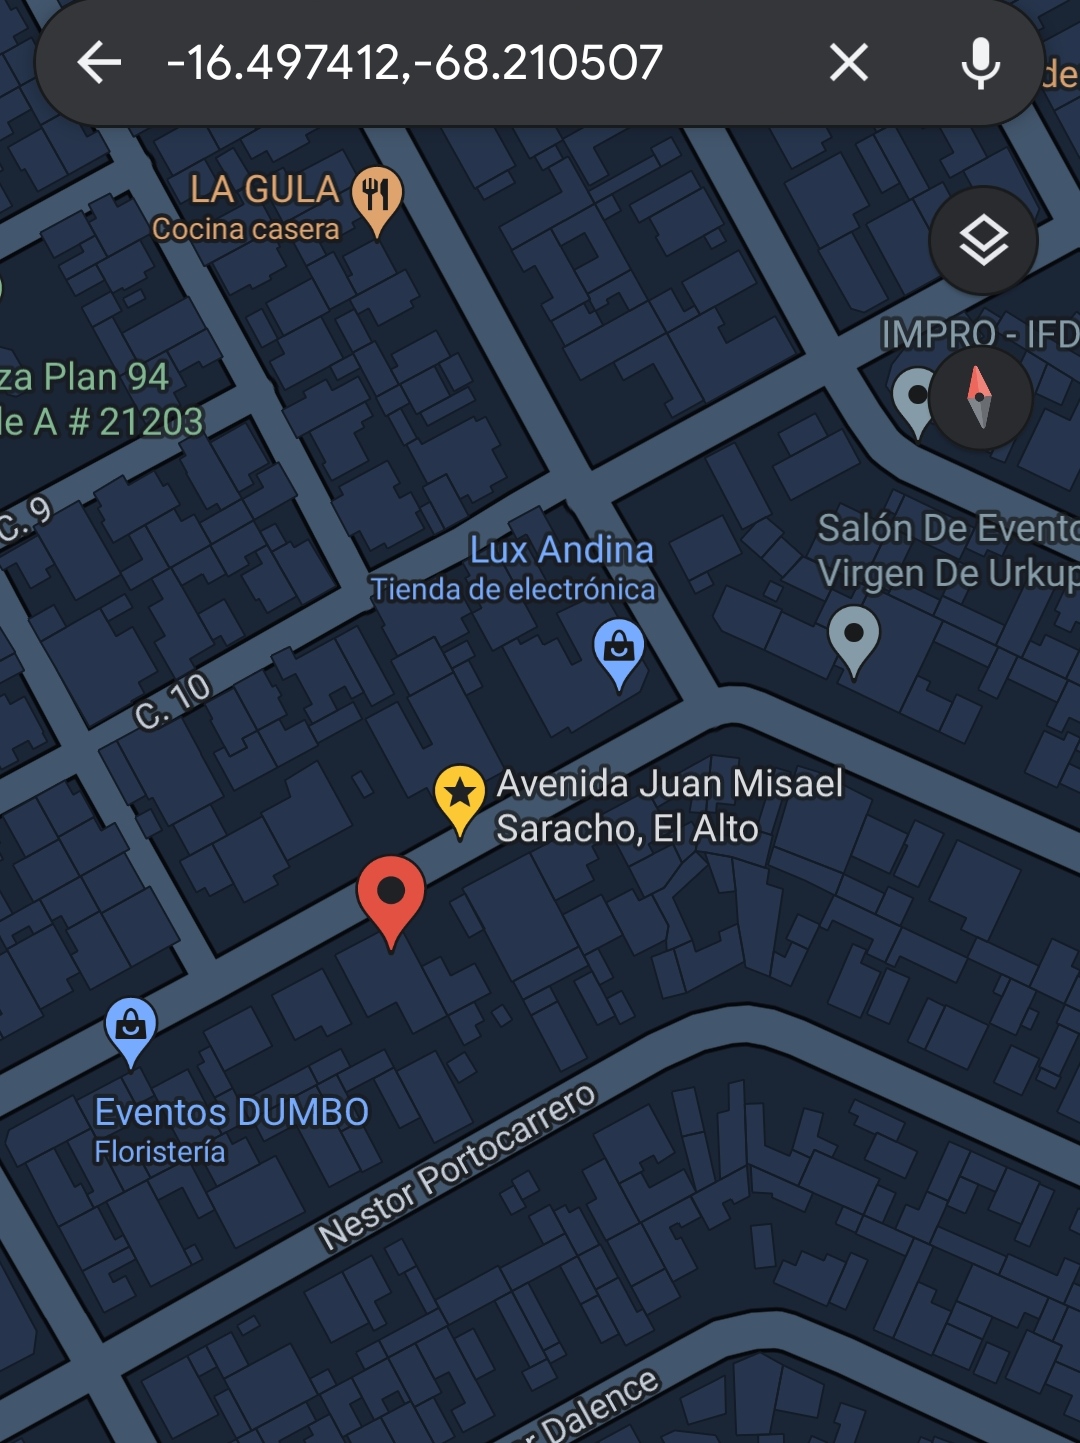 -16.497412,-68.210507
de
LA GULA
Cocina casera
IMPRO - IFD
za Plan 94
le A # 21203
C. 9
Lux Andina
Tienda de electrónica
Salón De Evento
Virgen De Urkup
C. 10
Avenida Juan Misael
Saracho, El Alto
Eventos DUMBO
Floristería
Nestor Portocarrero
r Dalence